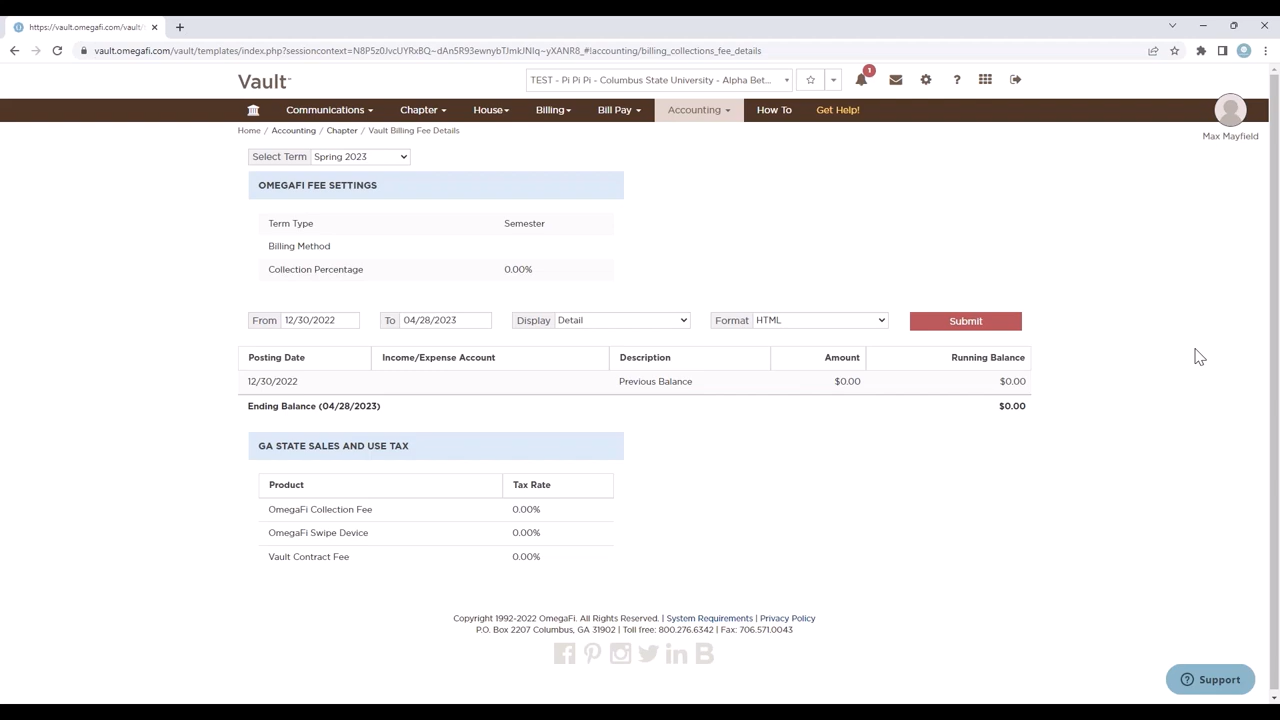 https://vault.omegafi.com/vault/
vault.omegafi.com/vault/templates/index.php?sessioncontext=N8P5z0JvcUYRxBQ~dAn5R93ewnybTJmkJNIq~yXANR8_#!accounting/billing_collections_fee_details
Vault
TEST - Pi Pi Pi - Columbus State University - Alpha Bet...
1
Communications Chapter House Billing Bill Pay Accounting How To Get Help!
Home / Accounting / Chapter / Vault Billing Fee Details
Max Mayfield
Select Term Spring 2023
OMEGAFI FEE SETTINGS
Term Type Semester
Billing Method
Collection Percentage 0.00%
From 12/30/2022 To 04/28/2023 Display Detail Format HTML Submit
Posting Date Income/Expense Account Description Amount Running Balance
12/30/2022 Previous Balance $0.00 $0.00
Ending Balance (04/28/2023) $0.00
GA STATE SALES AND USE TAX
Product Tax Rate
OmegaFi Collection Fee 0.00%
OmegaFi Swipe Device 0.00%
Vault Contract Fee 0.00%
Copyright 1992-2022 OmegaFi. All Rights Reserved. | System Requirements | Privacy Policy
P.O. Box 2207 Columbus, GA 31902 | Toll free: 800.276.6342 | Fax: 706.571.0043
Support